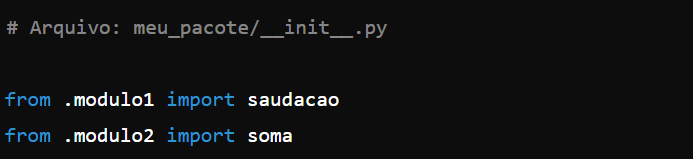 # Arquivo: meu_pacote/__init__.py
from .modulo1 import saudacao
from .modulo2 import soma